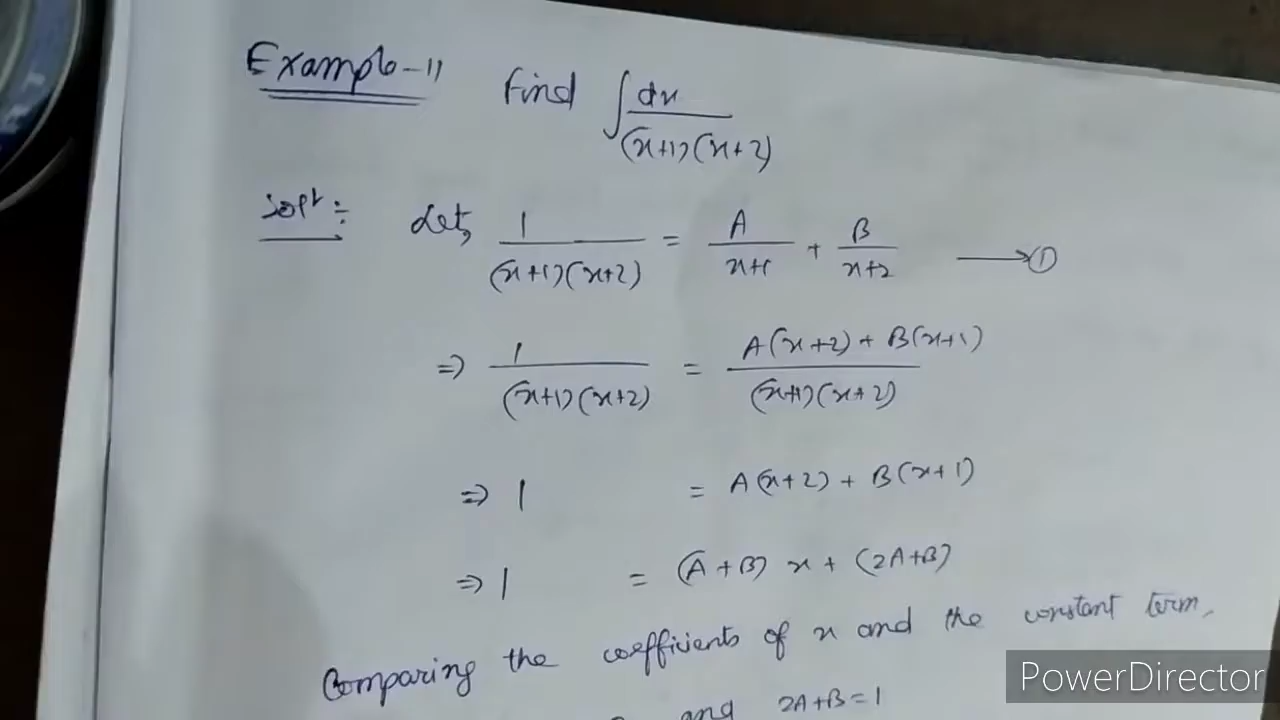 Example-11 Find ∫ dx/(x+1)(x+2)
Sol^n ÷ Let, 1/(x+1)(x+2) = A/x+1 + B/x+2 → ①
⇒ 1/(x+1)(x+2) = A(x+2) + B(x+1)/(x+1)(x+2)
⇒ 1 = A(x+2) + B(x+1)
⇒ 1 = (A+B) x + (2A+B)
Comparing the coefficients of x and the constant term,
and 2A+B=1
PowerDirector